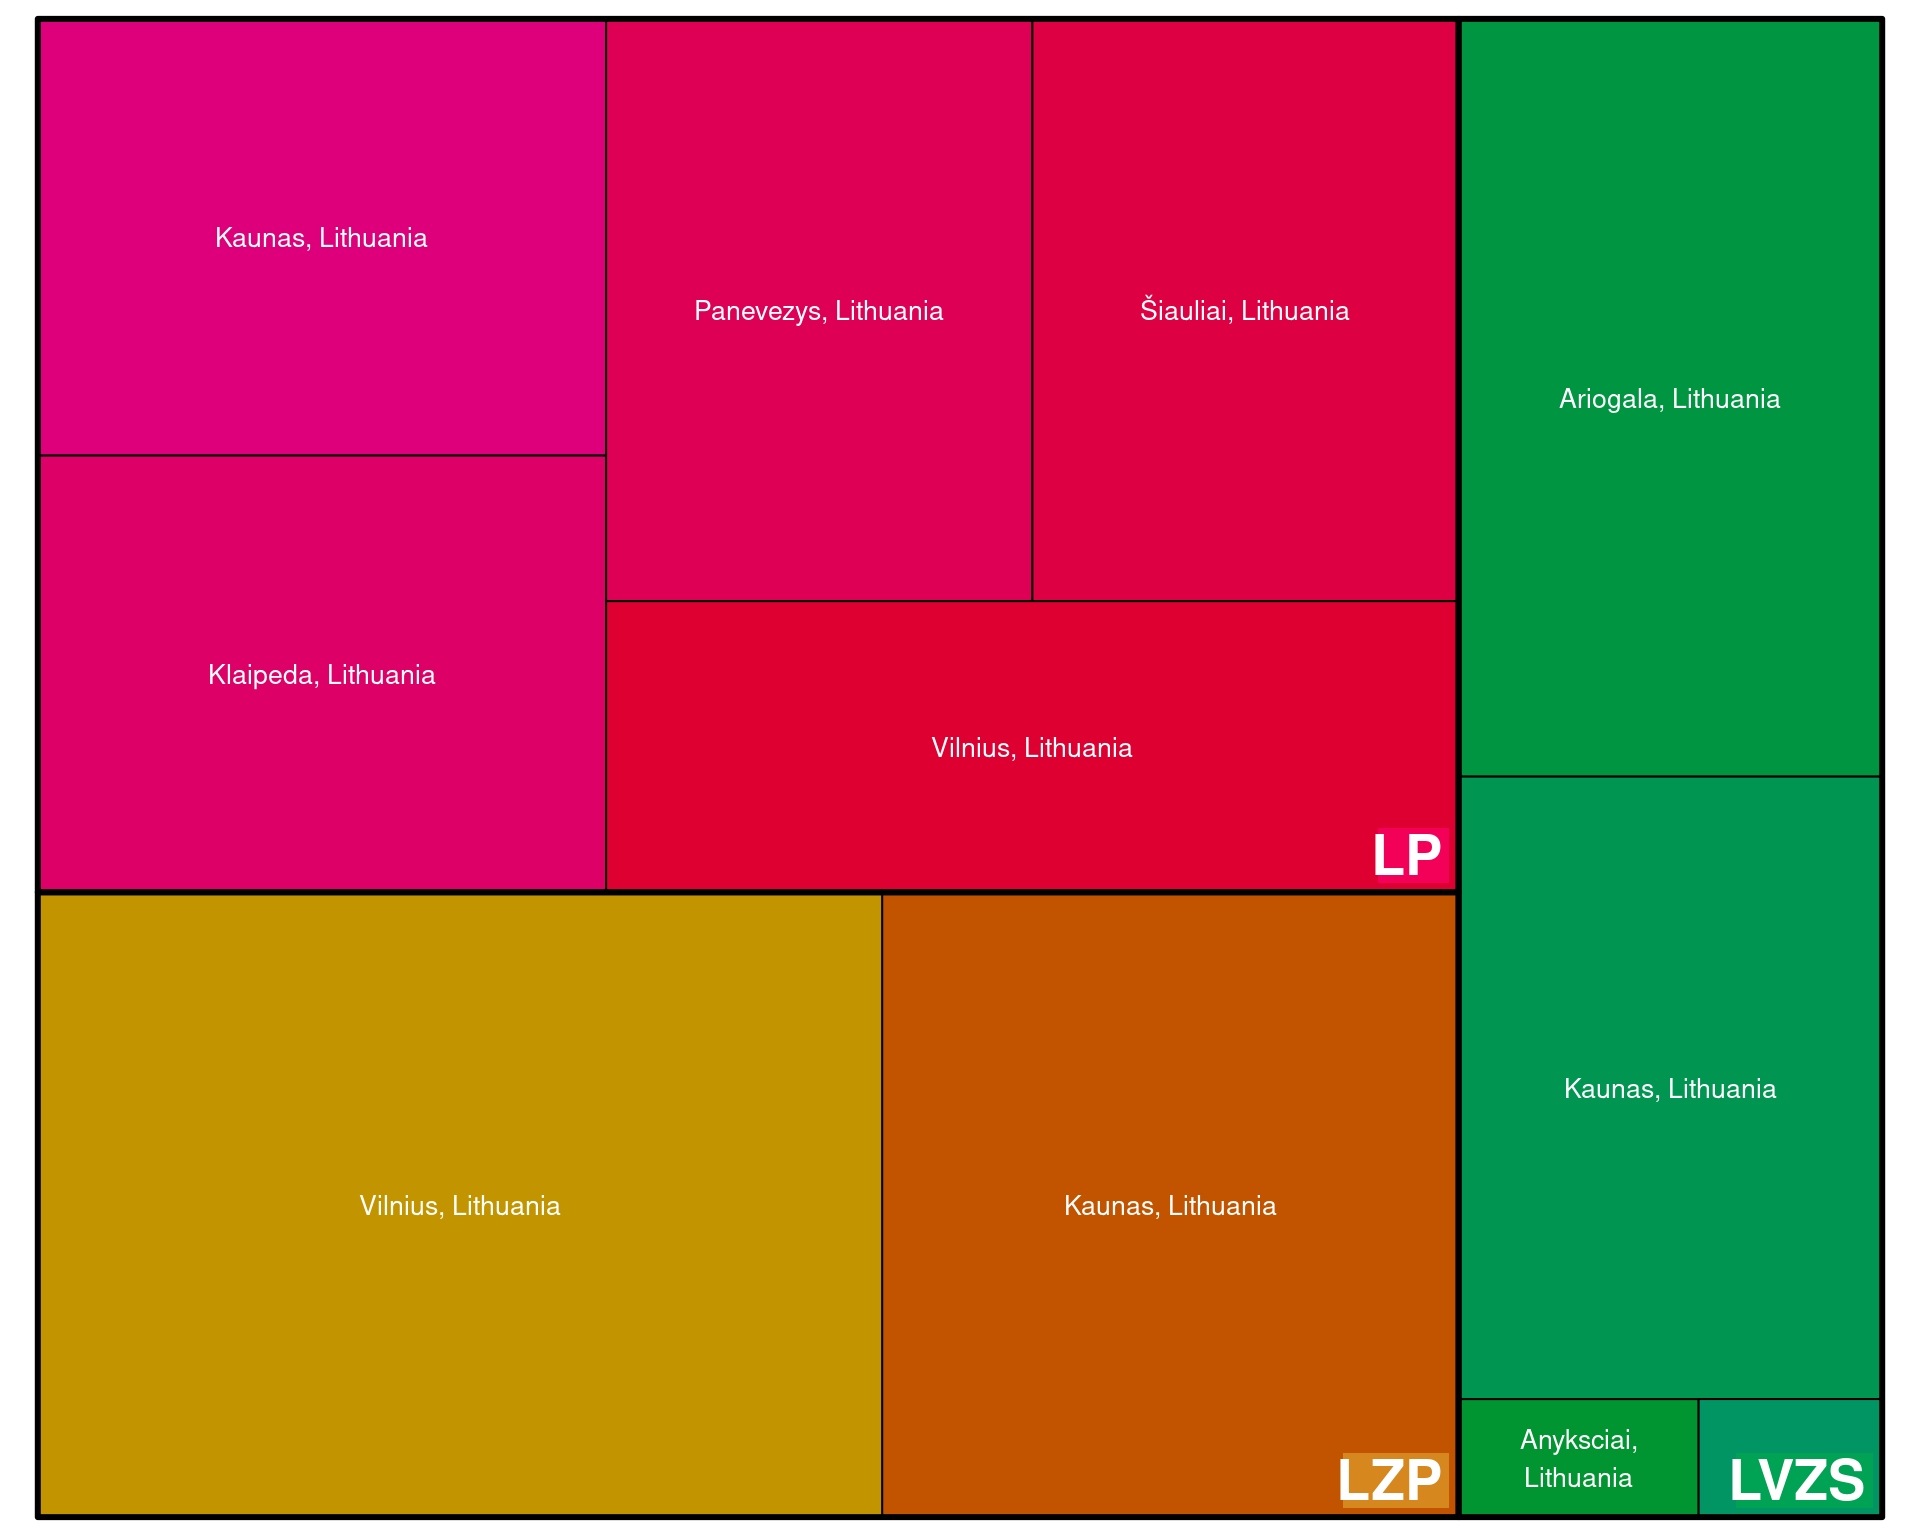 Kaunas, Lithuania
Panevezys, Lithuania
Šiauliai, Lithuania
Ariogala, Lithuania
Klaipeda, Lithuania
Vilnius, Lithuania
LP
Kaunas, Lithuania
Vilnius, Lithuania
Kaunas, Lithuania
LZP
Anyksciai,
Lithuania
LVZS